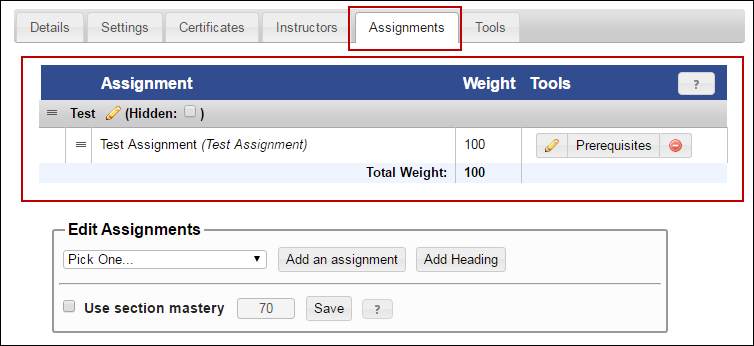 Details Settings Certificates Instructors Assignments Tools
Assignment Weight Tools ?
Test (Hidden: )
Test Assignment (Test Assignment) 100 Prerequisites
Total Weight: 100
Edit Assignments
Pick One... Add an assignment Add Heading
Use section mastery 70 Save ?